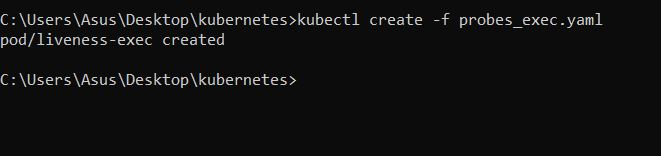 C:\Users\Asus\Desktop\kubernetes>kubectl create -f probes_exec.yaml
pod/liveness-exec created
C:\Users\Asus\Desktop\kubernetes>